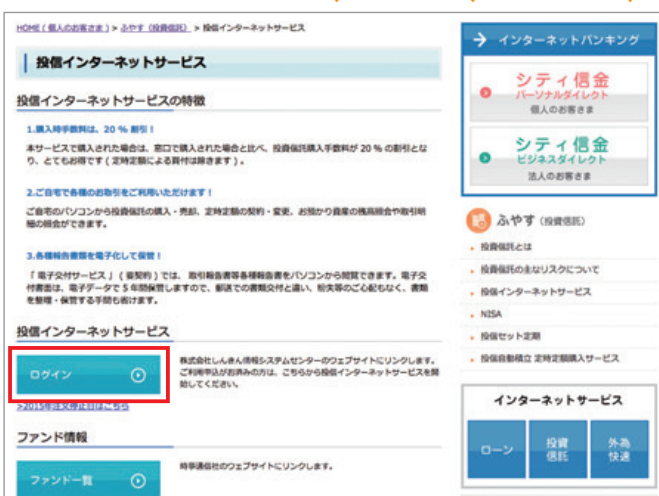 HOME(個人のお客さま) > ふやす(投資信託) > 投信インターネットサービス
投信インターネットサービス
投信インターネットサービスの特徴
1.購入時手数料は、20 % 割引!
本サービスで購入された場合は、窓口で購入された場合と比べ、投資信託購入手数料が 20 % の割引とな
り、とてもお得です(定時定額による買付は除きます)。
2.ご自宅で各種のお取引をご利用いただけます!
ご自宅のパソコンから投資信託の購入・売却、定時定額の契約・変更、お預かり資産の残高照会や取引明
細の照会ができます。
3.各種報告書類を電子化して保管!
「電子交付サービス」(要契約)では、取引報告書等各種報告書をパソコンから閲覧できます。電子交
付書面は、電子データで 5 年間保管しますので、郵送での書類交付と違い、紛失等のご心配もなく、書類
を整理・保管する手間も省けます。
投信インターネットサービス
ログイン
株式会社しんきん情報システムセンターのウェブサイトにリンクします。
ご利用申込がお済みの方は、こちらから投信インターネットサービスを開
始してください。
>2015年注文停止日はこちら
ファンド情報
ファンド一覧
時事通信社のウェブサイトにリンクします。
インターネットバンキング
シティ信金
パーソナルダイレクト
個人のお客さま
シティ信金
ビジネスダイレクト
法人のお客さま
ふやす(投資信託)
投資信託とは
投資信託の主なリスクについて
投信インターネットサービス
NISA
投信セット定期
投信自動積立 定時定額購入サービス
インターネットサービス
ローン
投資
信託
外為
快速